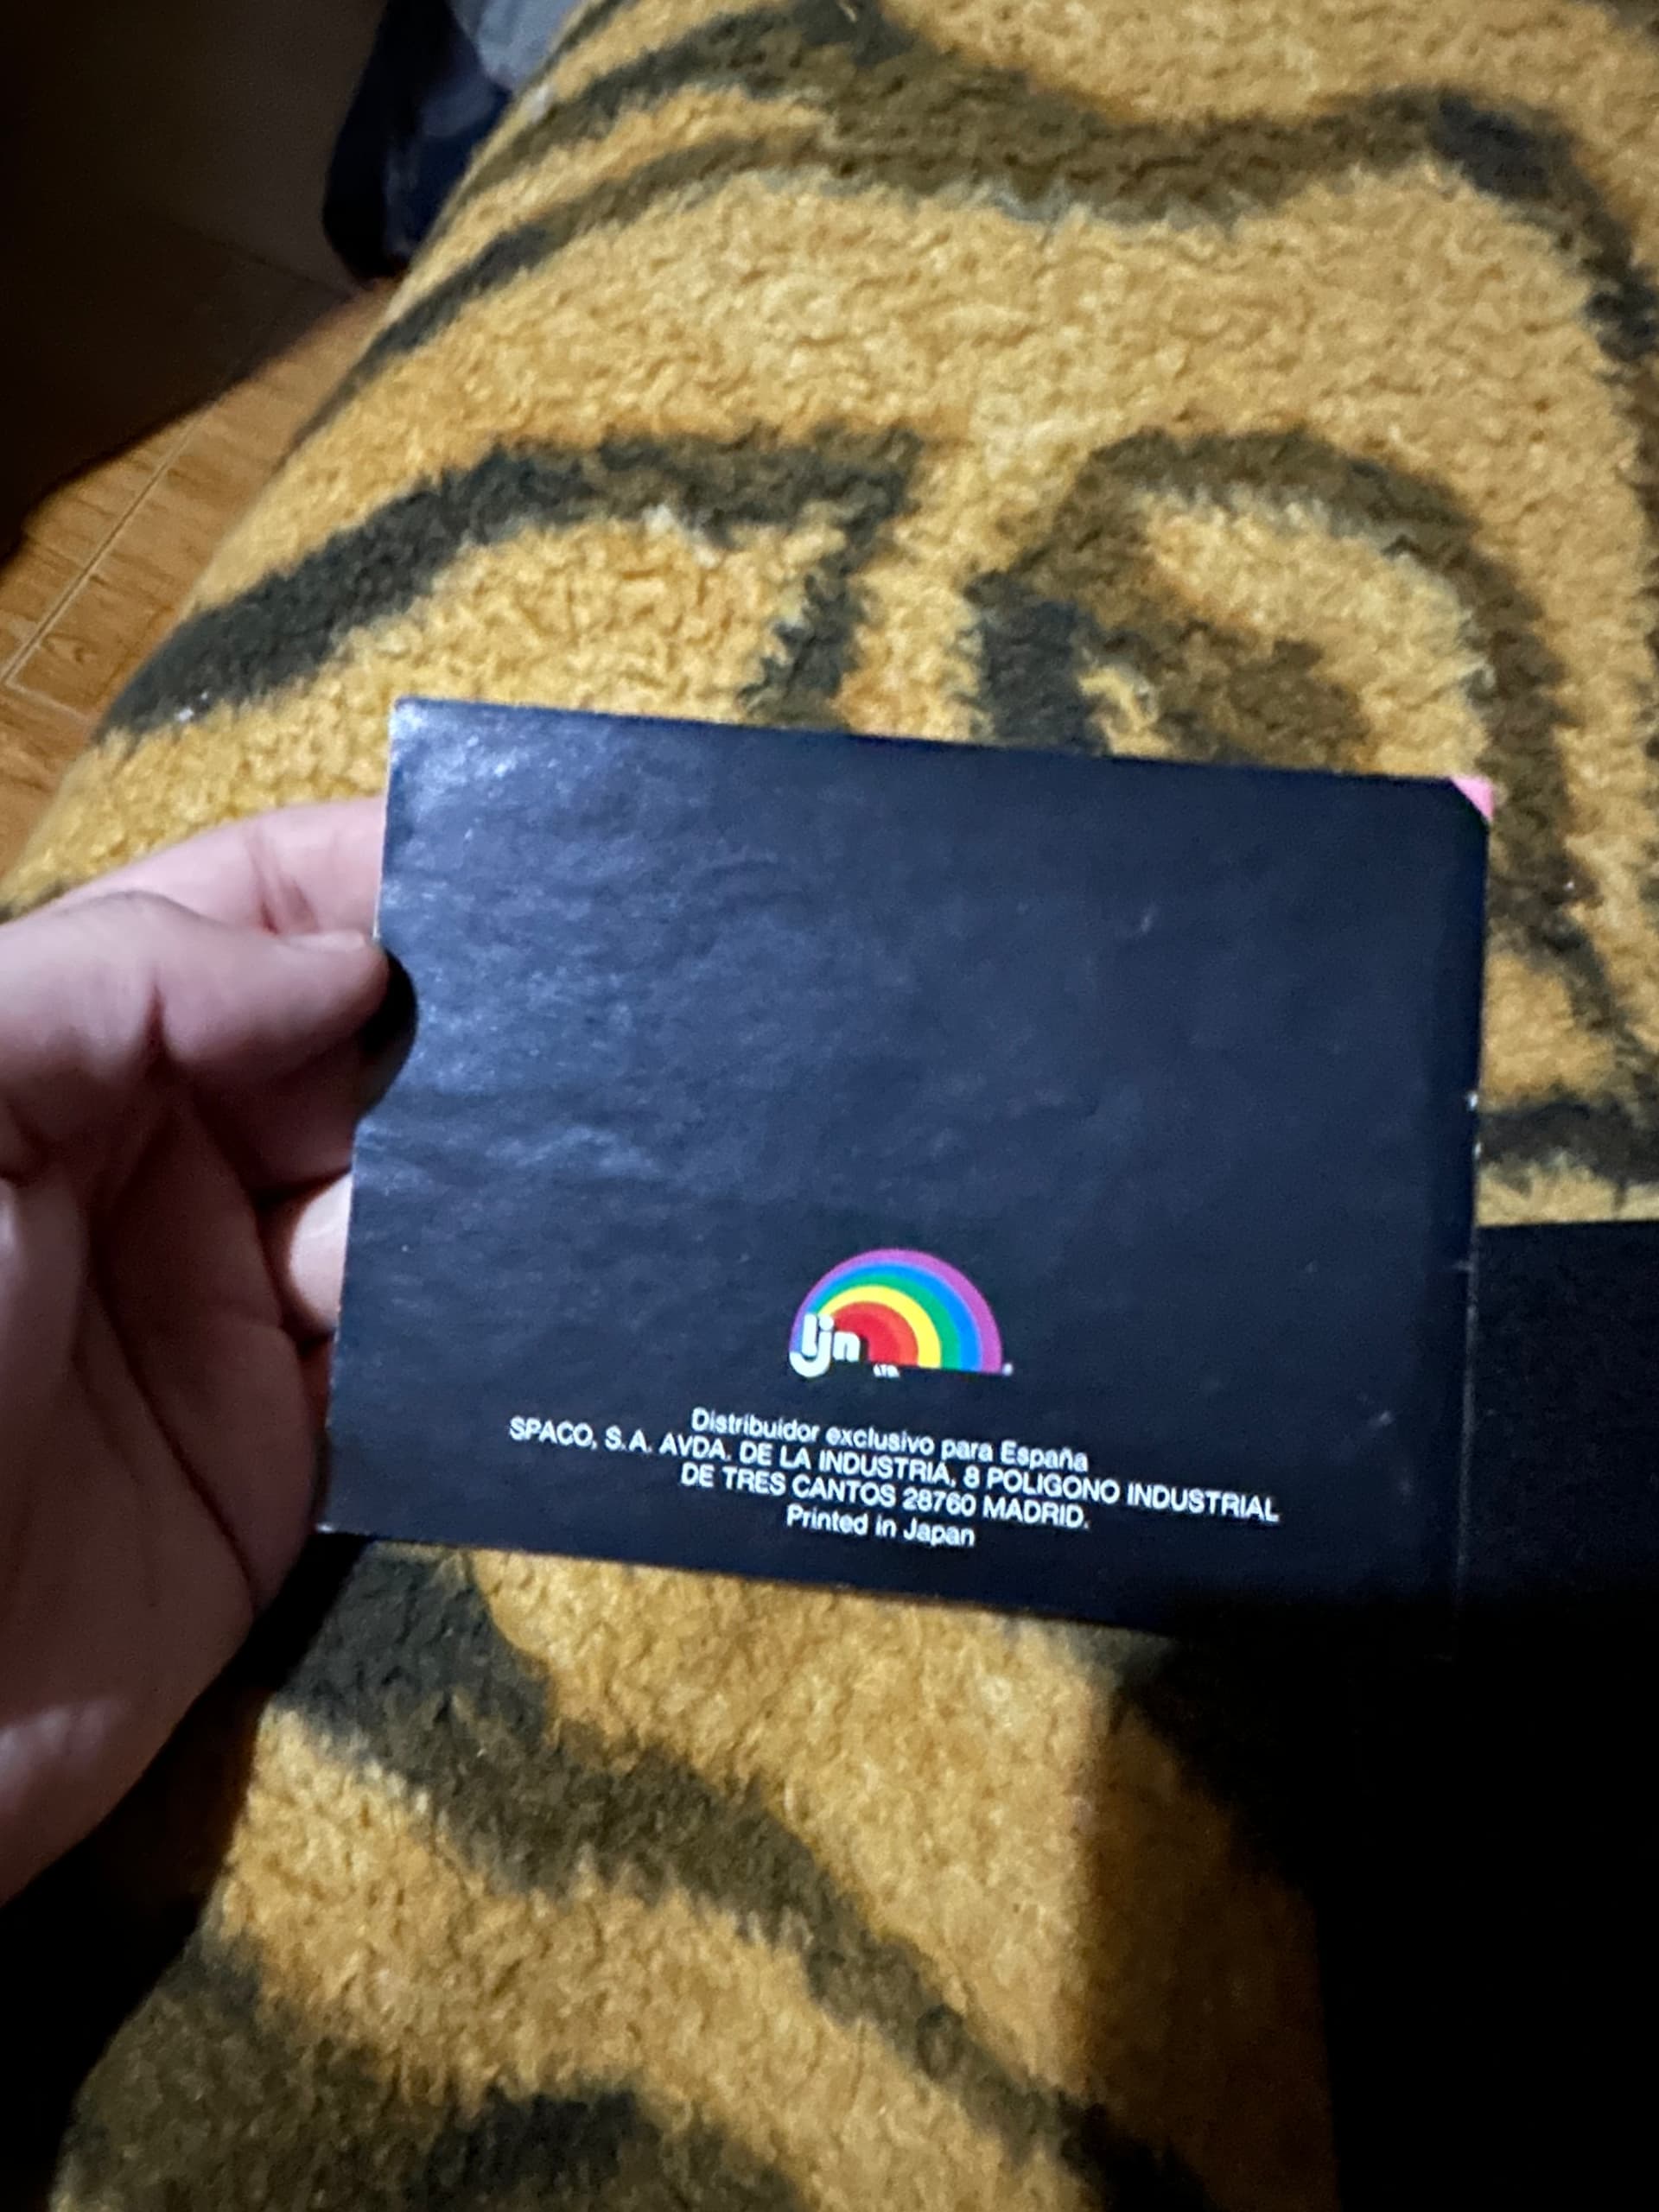 ljn
LTD.
Distribuidor exclusivo para España
SPACO, S.A. AVDA. DE LA INDUSTRIA, 8 POLIGONO INDUSTRIAL
DE TRES CANTOS 28760 MADRID.
Printed in Japan